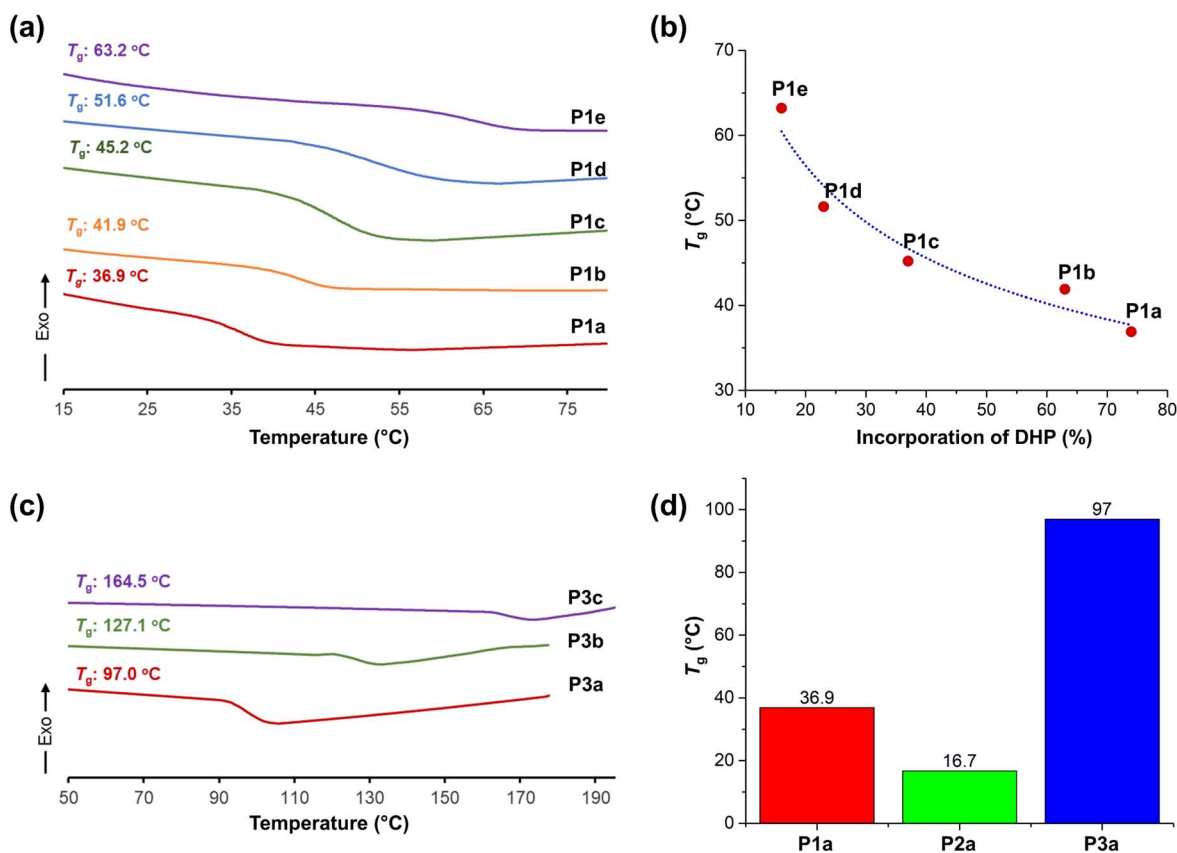 (a)
Tg: 63.2 °C
P1e
Tg: 51.6 °C
P1d
Tg: 45.2 °C
P1c
Tg: 41.9 °C
P1b
Tg: 36.9 °C
P1a
Exo
15 25 35 45 55 65 75
Temperature (°C)
(b)
70
60
50
40
30
Tg (°C)
P1e
P1d
P1c
P1b
P1a
10 20 30 40 50 60 70 80
Incorporation of DHP (%)
(c)
Tg: 164.5 °C
P3c
Tg: 127.1 °C
P3b
Tg: 97.0 °C
P3a
Exo
50 70 90 110 130 150 170 190
Temperature (°C)
(d)
100
80
60
40
20
0
Tg (°C)
36.9
16.7
97
P1a P2a P3a